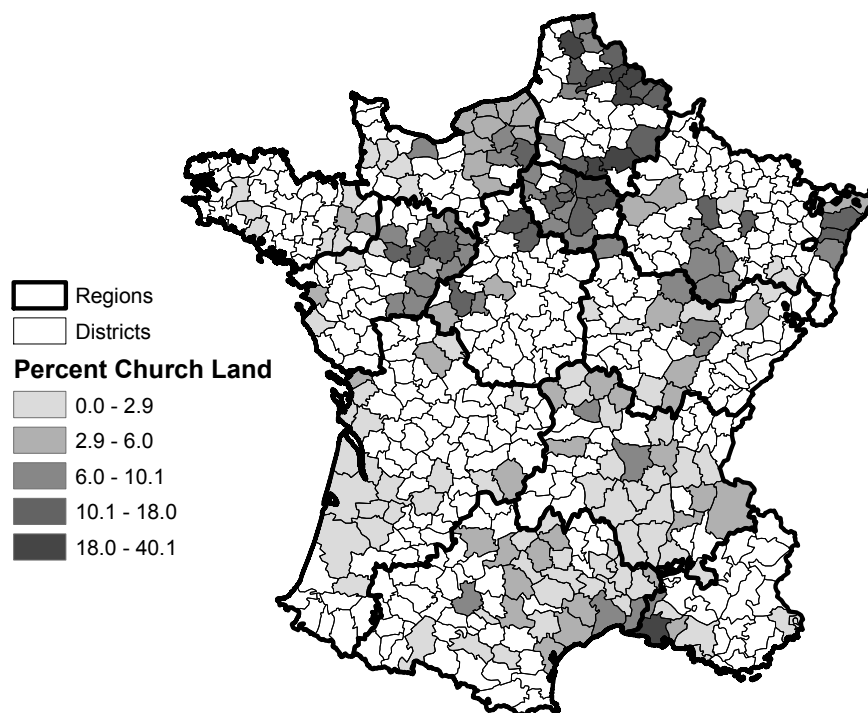 Regions
Districts
Percent Church Land
0.0 - 2.9
2.9 - 6.0
6.0 - 10.1
10.1 - 18.0
18.0 - 40.1